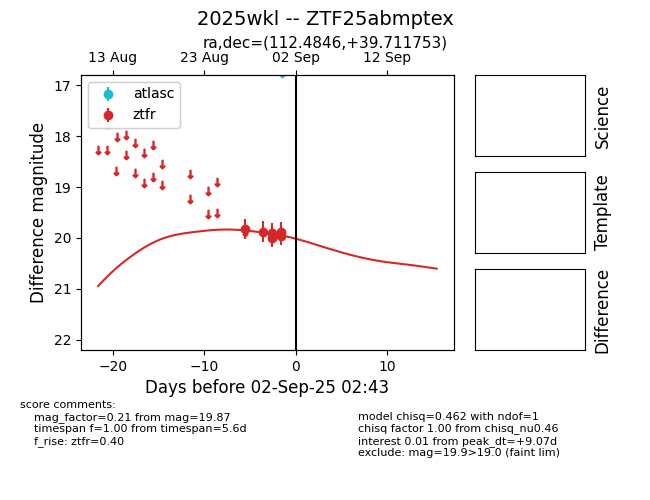 2025wkl -- ZTF25abmptex
ra,dec=(112.4846,+39.711753)
13 Aug 23 Aug 02 Sep 12 Sep
atlasc
ztfr
17
18
19
20
21
22
Difference magnitude
−20 −10 0 10
Days before 02-Sep-25 02:43
Science
Template
Difference
score comments:
mag_factor=0.21 from mag=19.87
timespan f=1.00 from timespan=5.6d
f_rise: ztfr=0.40
model chisq=0.462 with ndof=1
chisq factor 1.00 from chisq_nu0.46
interest 0.01 from peak_dt=+9.07d
exclude: mag=19.9>19.0 (faint lim)